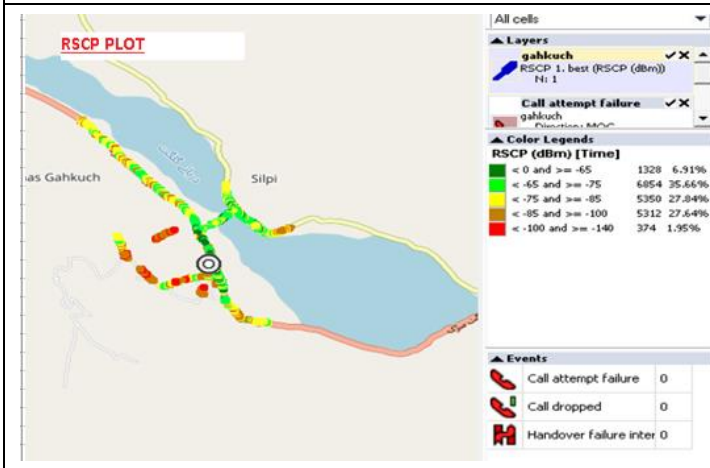 All cells
RSCP PLOT
Layers
gahkuch
RSCP 1. best (RSCP (dBm))
N: 1
Call attempt failure
gahkuch
Color Legends
RSCP (dBm) [Time]
< 0 and >= -65 1328 6.91%
< -65 and >= -75 6854 35.66%
< -75 and >= -85 5350 27.84%
< -85 and >= -100 5312 27.64%
< -100 and >= -140 374 1.95%
as Gahkuch
Silpi
Events
Call attempt failure 0
Call dropped 0
Handover failure inter 0